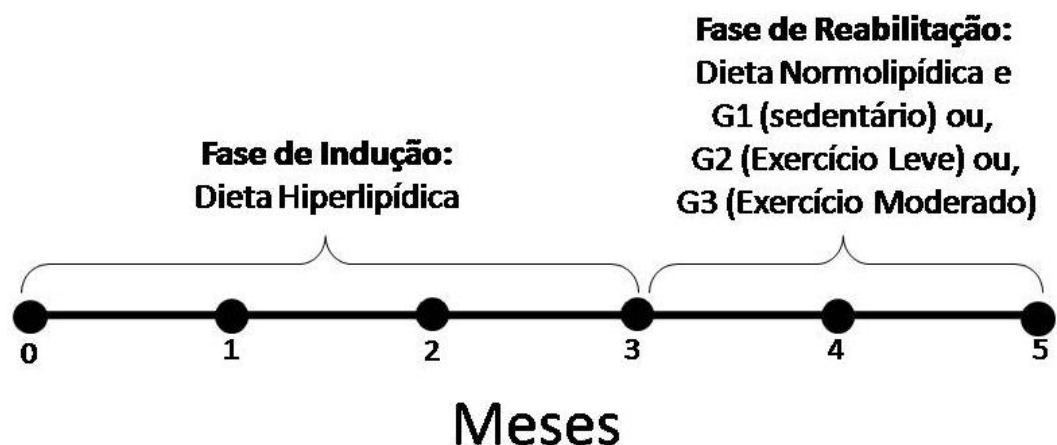 Fase de Reabilitação:
Dieta Normolipídica e
G1 (sedentário) ou,
G2 (Exercício Leve) ou,
G3 (Exercício Moderado)
Fase de Indução:
Dieta Hiperlipídica
0 1 2 3 4 5
Meses